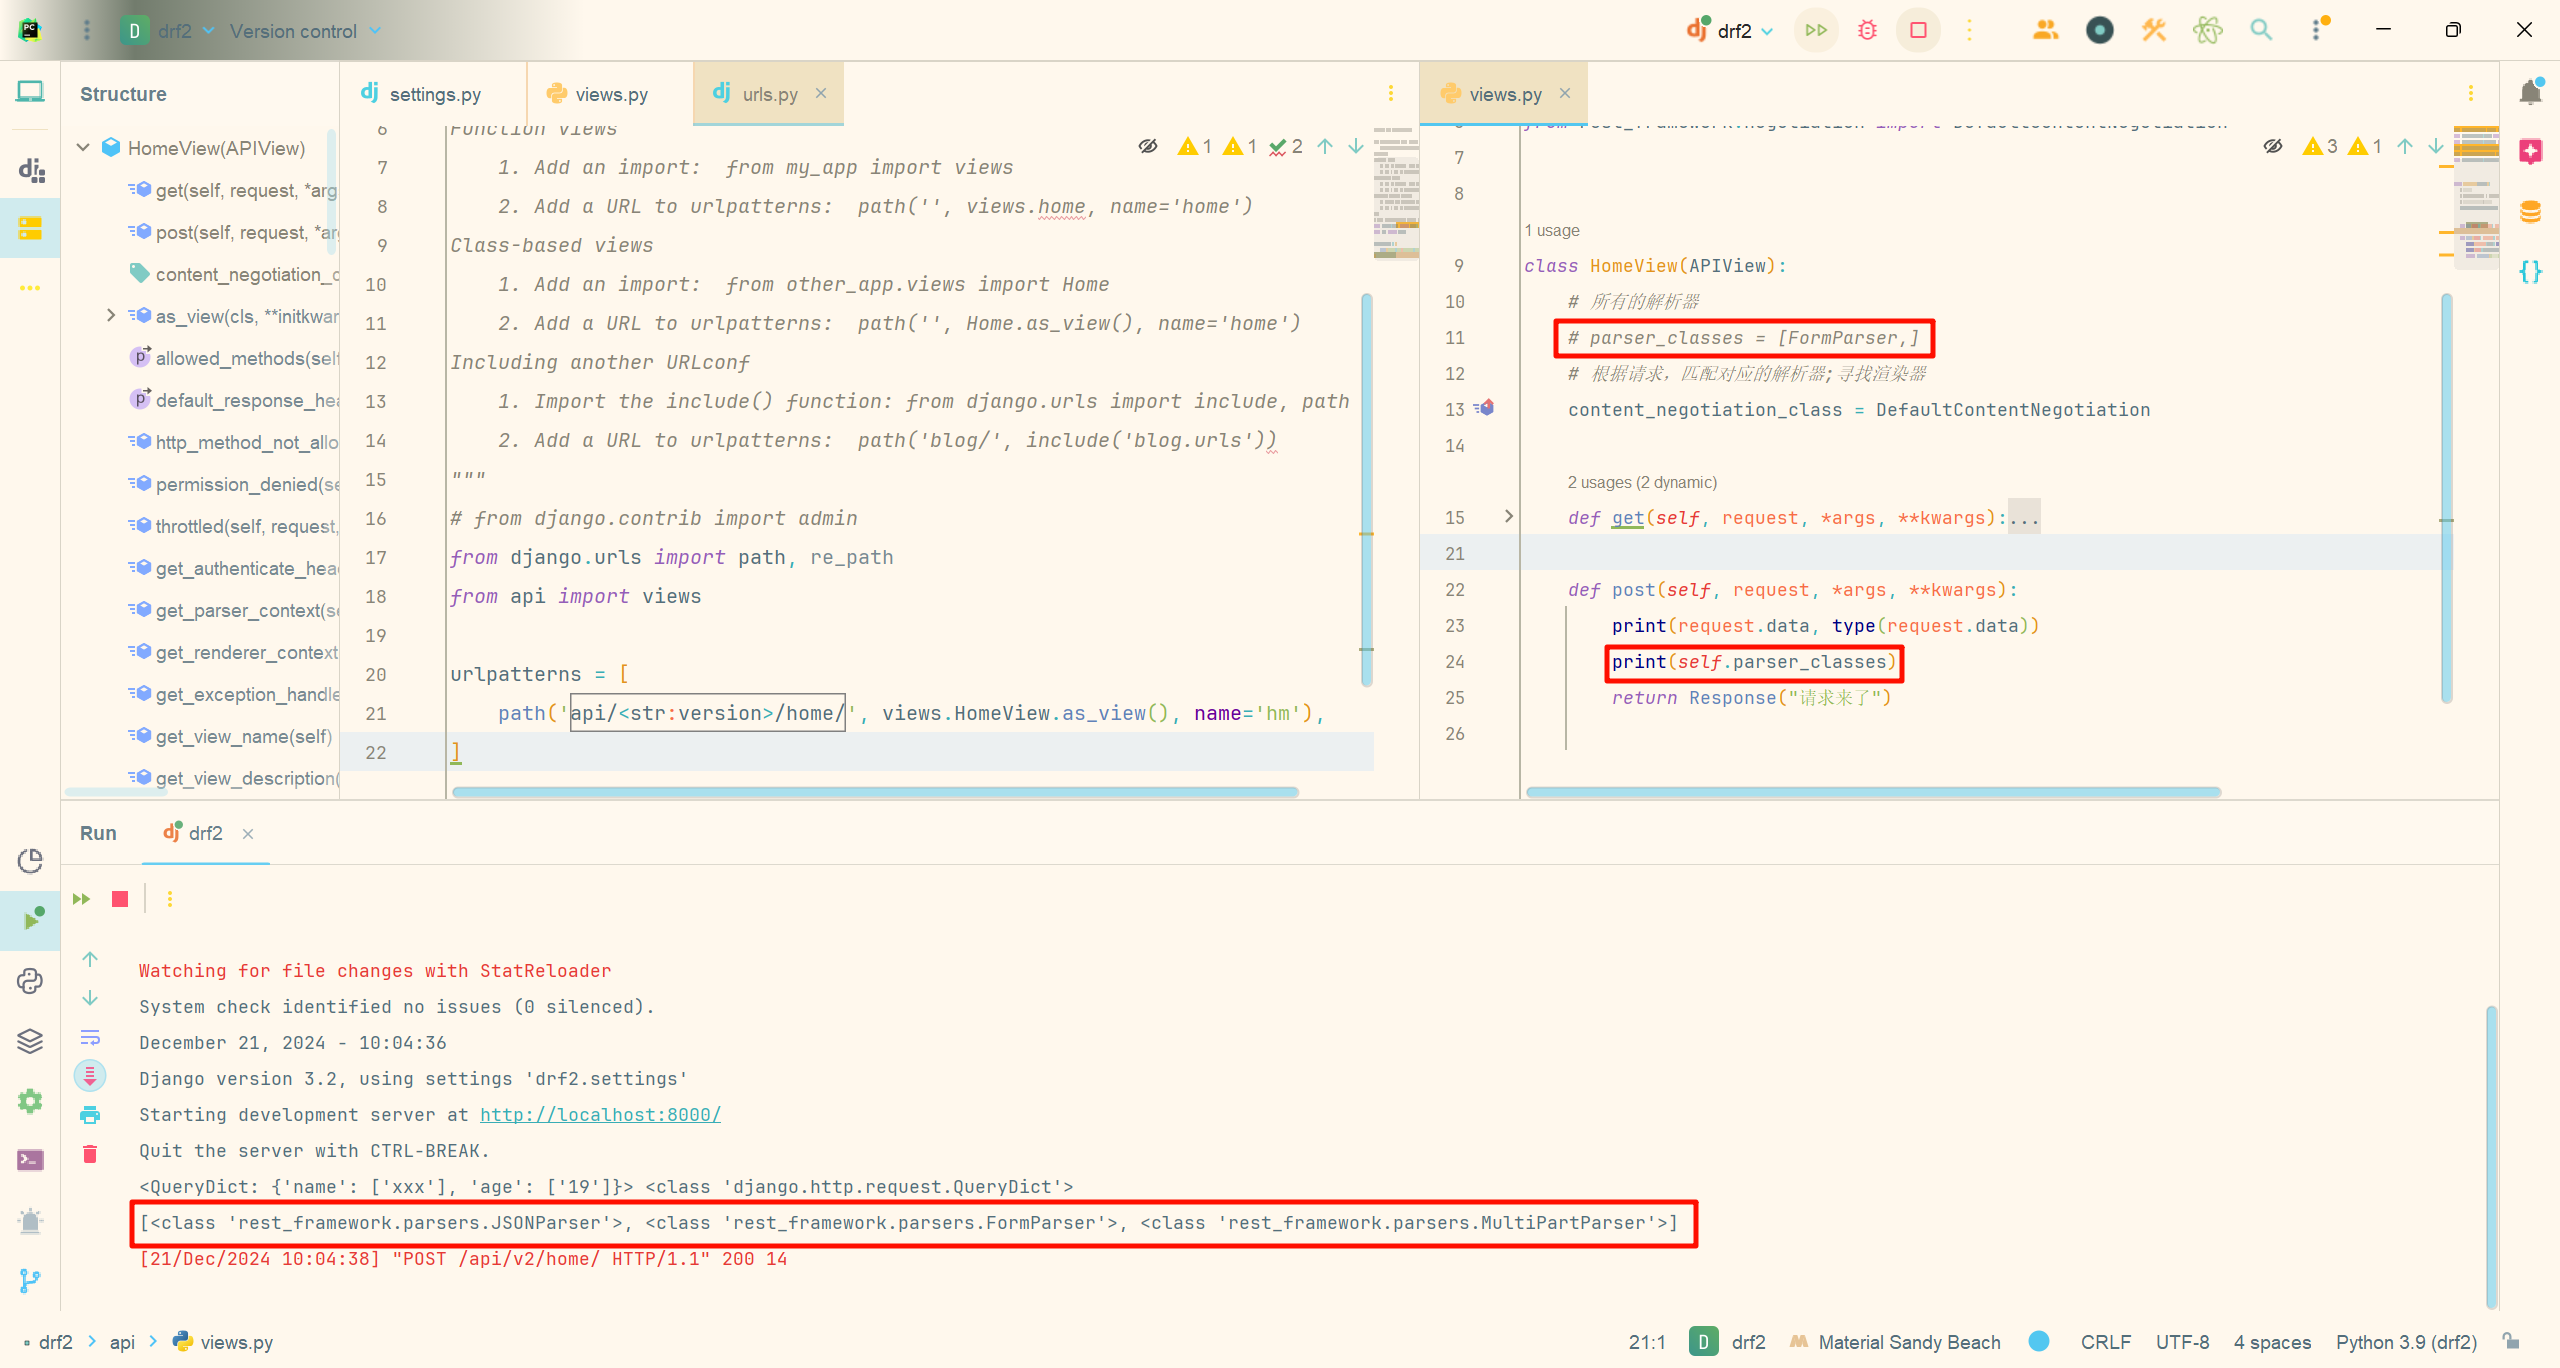 PC
D drf2 Version control
drf2
Structure
HomeView(APIView)
get(self, request, *arg
post(self, request, *ar
content_negotiation_c
as_view(cls, **initkwar
allowed_methods(self
default_response_hea
http_method_not_allo
permission_denied(se
throttled(self, request,
get_authenticate_hea
get_parser_context(se
get_renderer_context
get_exception_handle
get_view_name(self)
get_view_description(
settings.py views.py urls.py
1 1 2
6 Function views
7 1. Add an import:  from my_app import views
8 2. Add a URL to urlpatterns:  path('', views.home, name='home')
9 Class-based views
10 1. Add an import:  from other_app.views import Home
11 2. Add a URL to urlpatterns:  path('', Home.as_view(), name='home')
12 Including another URLconf
13 1. Import the include() function: from django.urls import include, path
14 2. Add a URL to urlpatterns:  path('blog/', include('blog.urls'))
15 """
16 # from django.contrib import admin
17 from django.urls import path, re_path
18 from api import views
19
20 urlpatterns = [
21 path('api/<str:version>/home/', views.HomeView.as_view(), name='hm'),
22 ]
views.py
3 1
from rest_framework.negotiation import DefaultContentNegotiation
7
8
1 usage
9 class HomeView(APIView):
10 # 所有的解析器
11 # parser_classes = [FormParser,]
12 # 根据请求，匹配对应的解析器;寻找渲染器
13 content_negotiation_class = DefaultContentNegotiation
14
2 usages (2 dynamic)
15 def get(self, request, *args, **kwargs):...
21
22 def post(self, request, *args, **kwargs):
23 print(request.data, type(request.data))
24 print(self.parser_classes)
25 return Response("请求来了")
26
Run drf2
Watching for file changes with StatReloader
System check identified no issues (0 silenced).
December 21, 2024 - 10:04:36
Django version 3.2, using settings 'drf2.settings'
Starting development server at http://localhost:8000/
Quit the server with CTRL-BREAK.
<QueryDict: {'name': ['xxx'], 'age': ['19']}> <class 'django.http.request.QueryDict'>
[<class 'rest_framework.parsers.JSONParser'>, <class 'rest_framework.parsers.FormParser'>, <class 'rest_framework.parsers.MultiPartParser'>]
[21/Dec/2024 10:04:38] "POST /api/v2/home/ HTTP/1.1" 200 14
drf2 api views.py
21:1 D drf2 Material Sandy Beach CRLF UTF-8 4 spaces Python 3.9 (drf2)